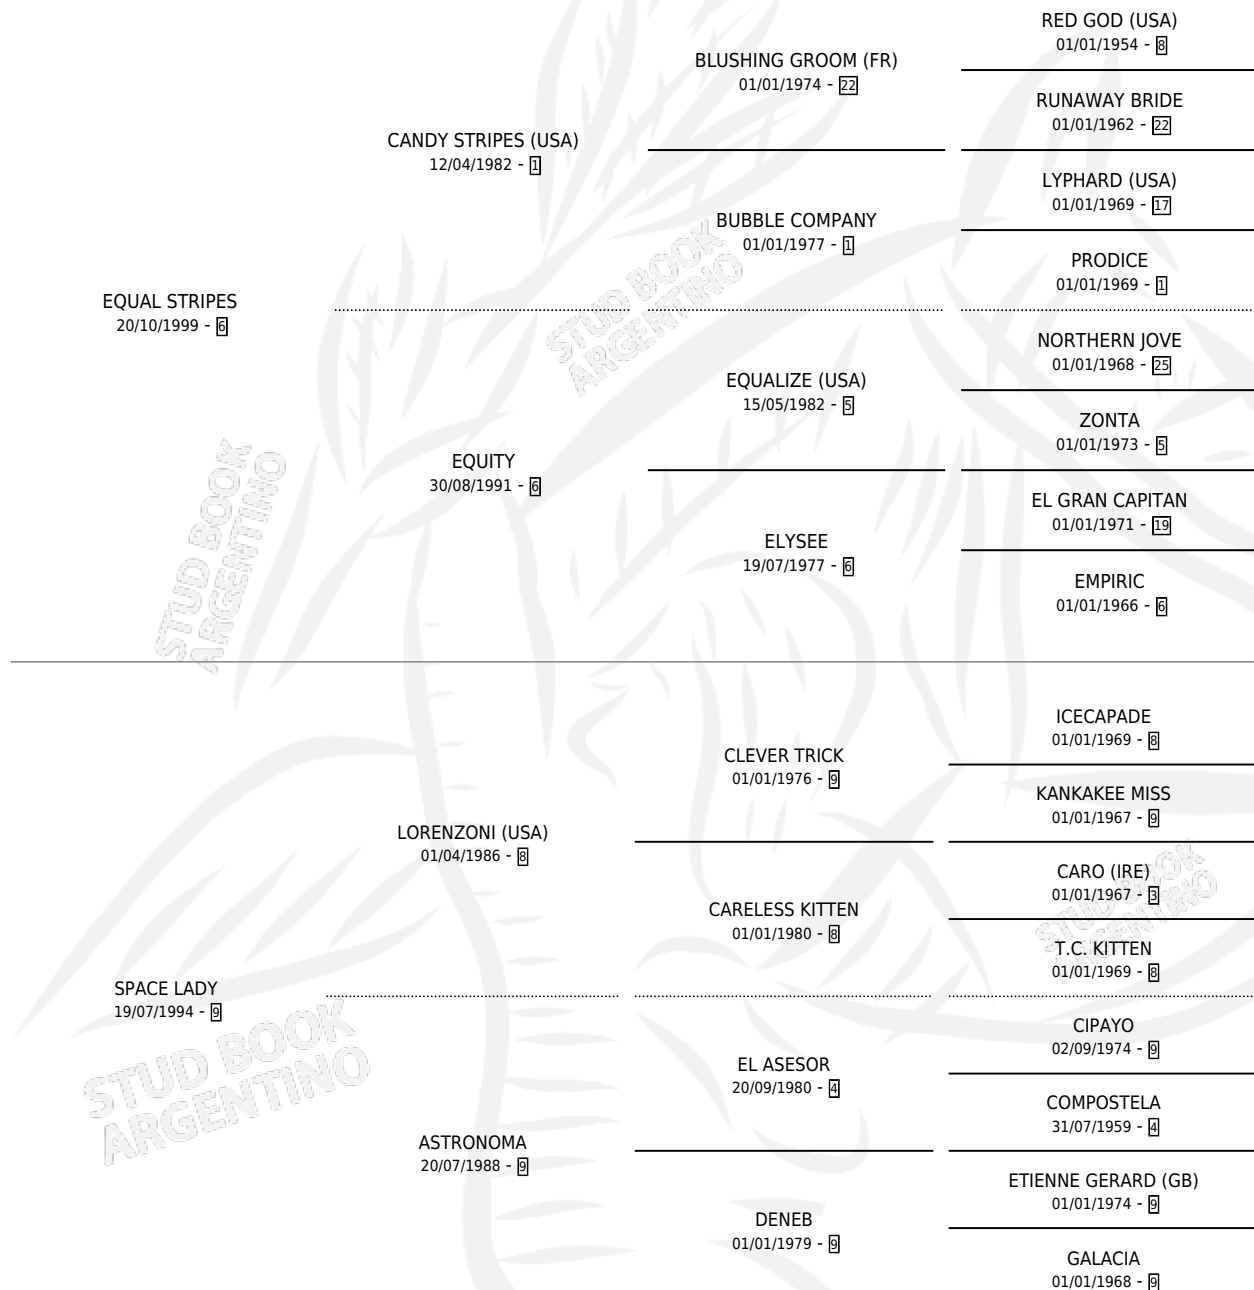 RED GOD (USA)
01/01/1954 - 8
BLUSHING GROOM (FR)
01/01/1974 - 22
RUNAWAY BRIDE
01/01/1962 - 22
CANDY STRIPES (USA)
12/04/1982 - 1
LYPHARD (USA)
01/01/1969 - 17
BUBBLE COMPANY
01/01/1977 - 1
PRODICE
01/01/1969 - 1
EQUAL STRIPES
20/10/1999 - 6
STUD BOOK
ARGENTINO
NORTHERN JOVE
01/01/1968 - 25
EQUALIZE (USA)
15/05/1982 - 5
ZONTA
01/01/1973 - 5
EQUITY
30/08/1991 - 6
EL GRAN CAPITAN
01/01/1971 - 19
ELYSEE
19/07/1977 - 6
EMPIRIC
01/01/1966 - 6
STUD BOOK
ARGENTINO
ICECAPADE
01/01/1969 - 8
CLEVER TRICK
01/01/1976 - 9
KANKAKEE MISS
01/01/1967 - 9
LORENZONI (USA)
01/04/1986 - 8
CARO (IRE)
01/01/1967 - 3
CARELESS KITTEN
01/01/1980 - 8
STUD BOOK
ARGENTINO
T.C. KITTEN
01/01/1969 - 8
SPACE LADY
19/07/1994 - 9
STUD BOOK
ARGENTINO
CIPAYO
02/09/1974 - 9
EL ASESOR
20/09/1980 - 4
COMPOSTELA
31/07/1959 - 4
ASTRONOMA
20/07/1988 - 9
ETIENNE GERARD (GB)
01/01/1974 - 9
DENEB
01/01/1979 - 9
GALACIA
01/01/1968 - 9